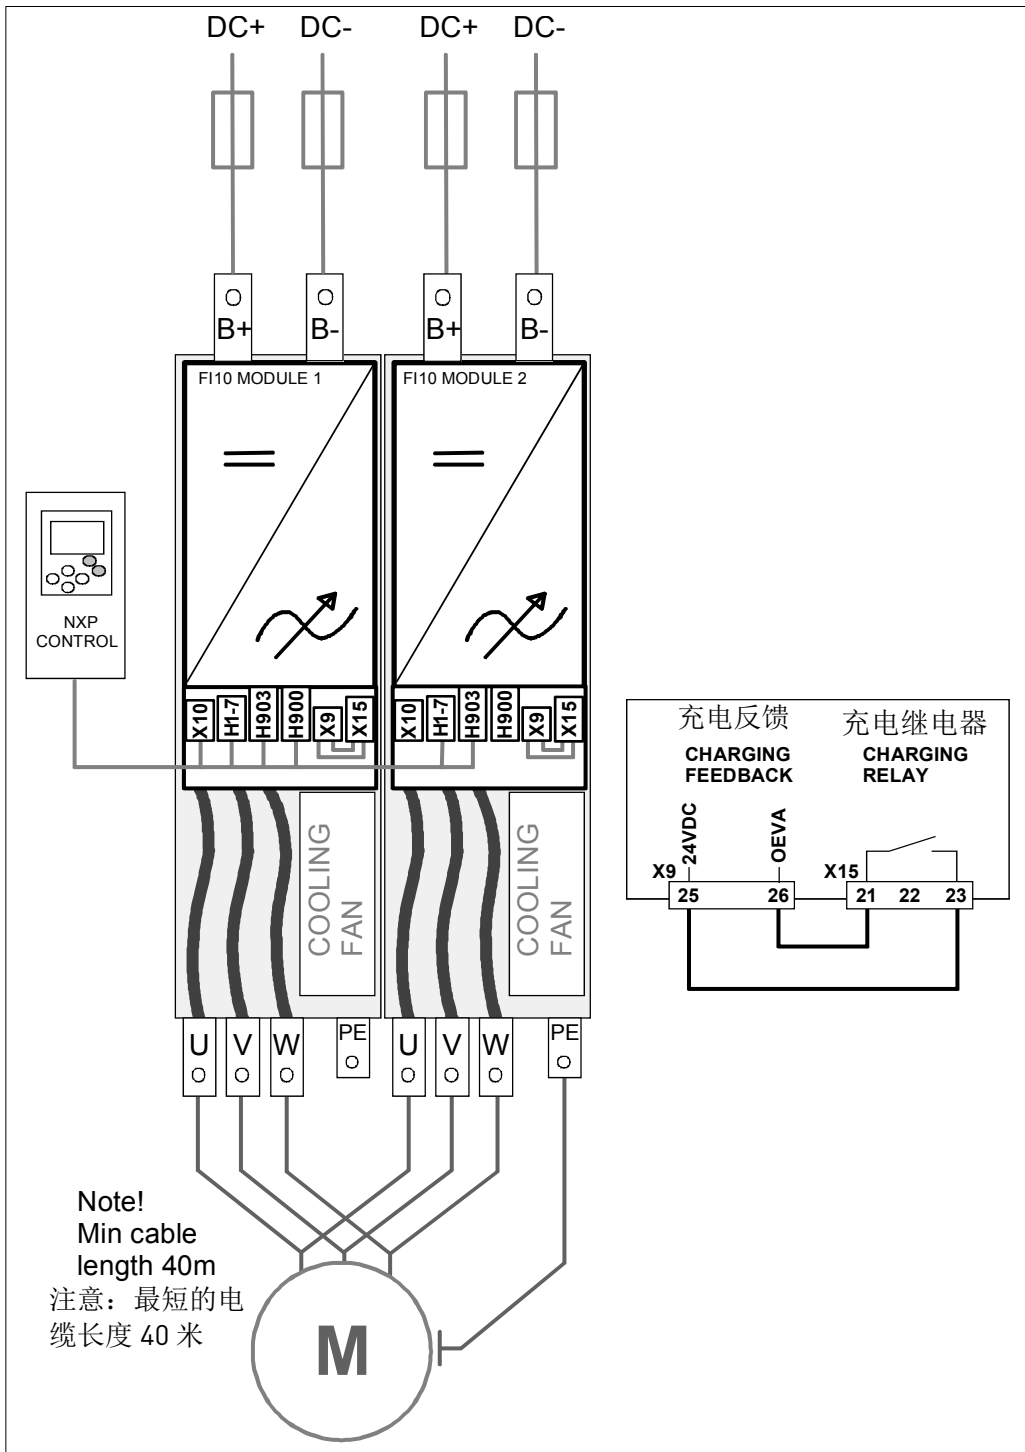 DC+ DC- DC+ DC-
B+ B- B+ B-
FI10 MODULE 1
FI10 MODULE 2
NXP
CONTROL
X10 H1-7 H903 H900 X9 X15
X10 H1-7 H903 H900 X9 X15
COOLING
FAN
COOLING
FAN
U V W PE
U V W PE
充电反馈
CHARGING
FEEDBACK
充电继电器
CHARGING
RELAY
24VDC
OEVA
X9
X15
25 26 21 22 23
Note!
Min cable
length 40m
注意：最短的电
缆长度 40 米
M